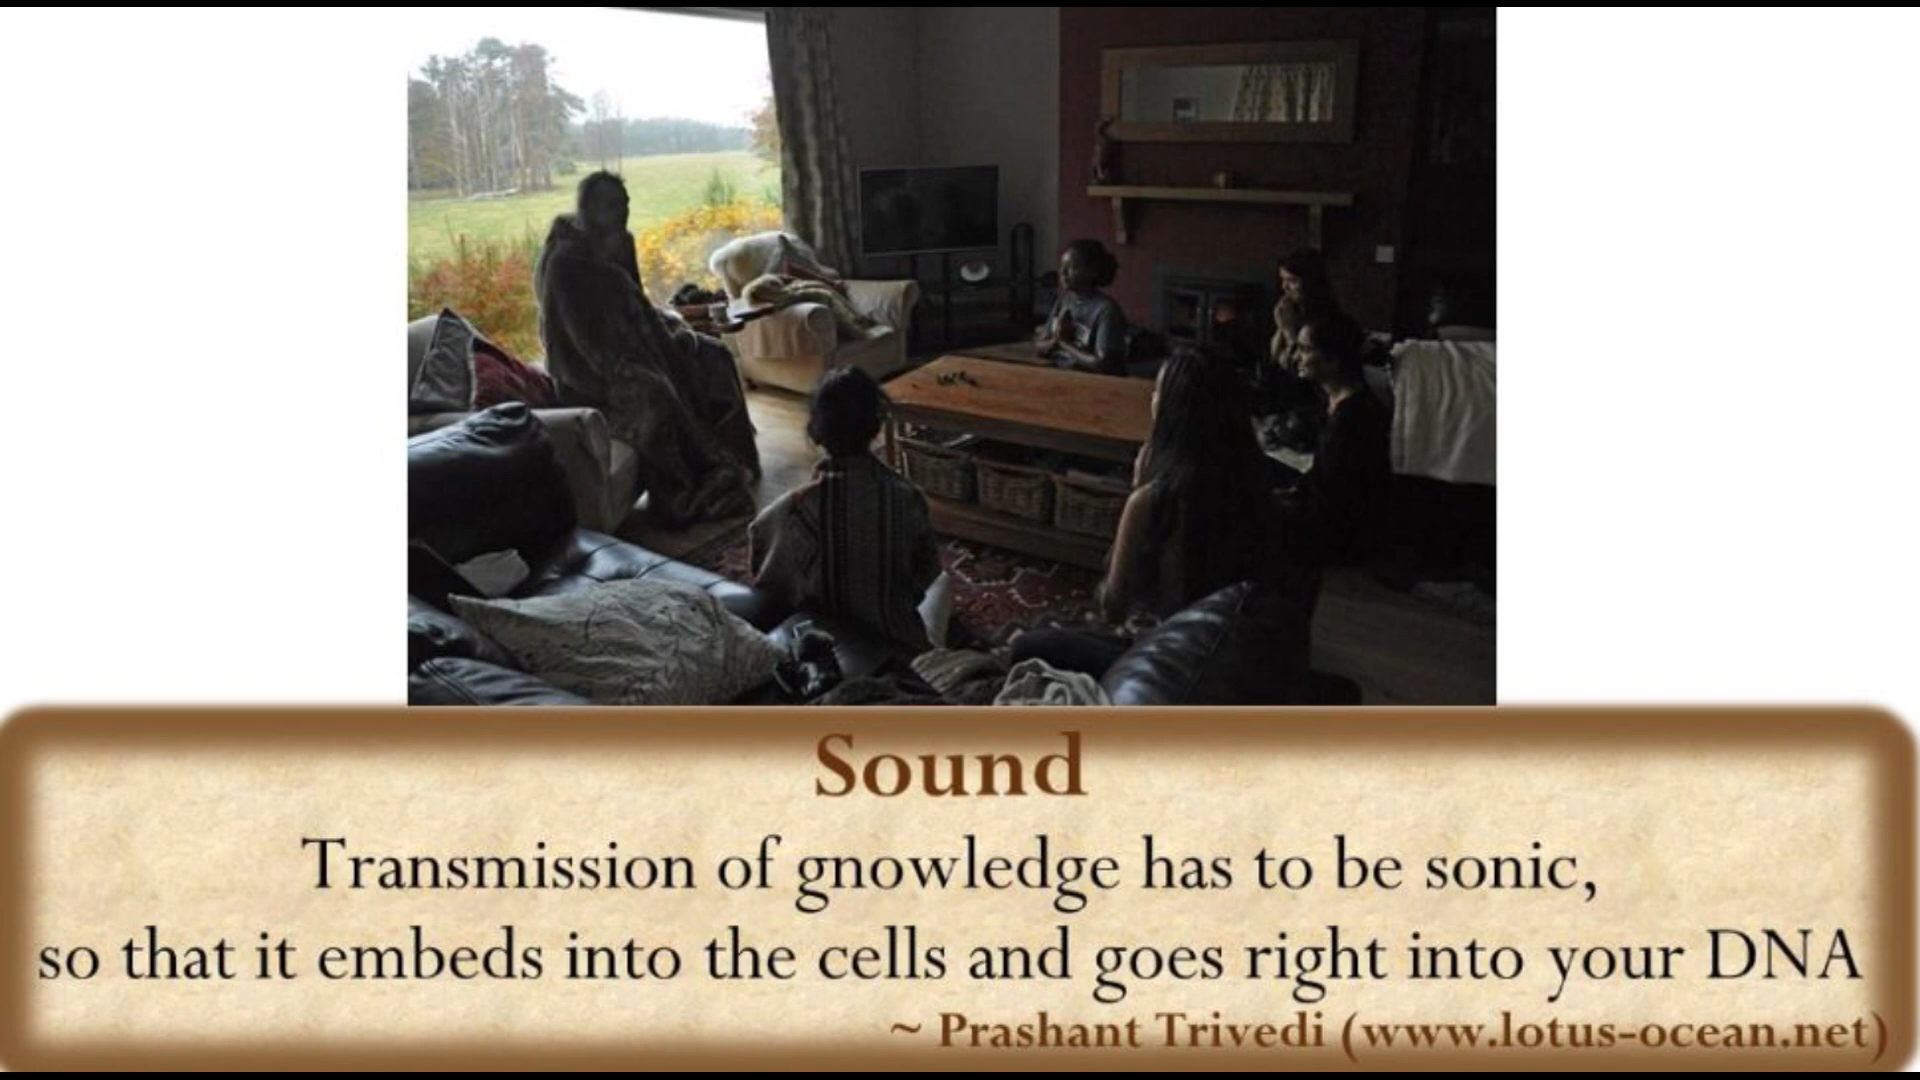 Sound
Transmission of gnowledge has to be sonic,
so that it embeds into the cells and goes right into your DNA
~ Prashant Trivedi (www.lotus-ocean.net)